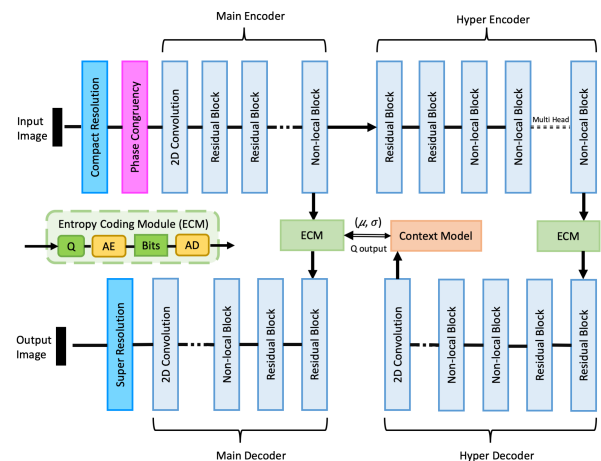 Main Encoder
Hyper Encoder
Input
Image
Compact Resolution
Phase Congruency
2D Convolution
Residual Block
Residual Block
Non-local Block
Residual Block
Residual Block
Non-local Block
Non-local Block
Multi Head
Non-local Block
Entropy Coding Module (ECM)
Q
AE
Bits
AD
ECM
(μ, σ)
Q output
Context Model
ECM
Output
Image
Super Resolution
2D Convolution
Non-local Block
Residual Block
Residual Block
2D Convolution
Non-local Block
Non-local Block
Residual Block
Residual Block
Main Decoder
Hyper Decoder